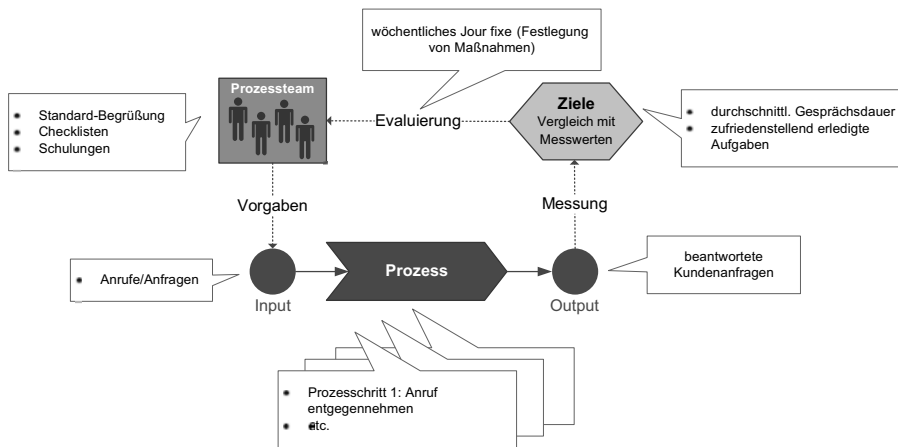 wöchentliches Jour fixe (Festlegung
von Maßnahmen)
Prozessteam
Ziele
Vergleich mit
Messwerten
Evaluierung
Standard-Begrüßung
Checklisten
Schulungen
durchschnittl. Gesprächsdauer
zufriedenstellend erledigte
Aufgaben
Vorgaben
Messung
Anrufe/Anfragen
Input
Prozess
Output
beantwortete
Kundenanfragen
Prozesschritt 1: Anruf
entgegennehmen
etc.